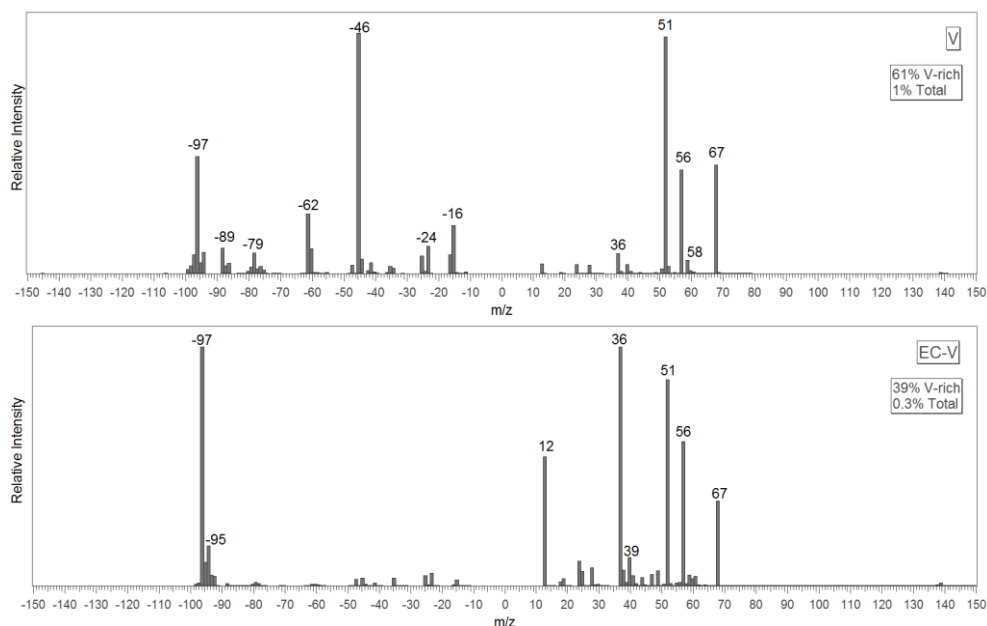 -46
51
V
61% V-rich
1% Total
Relative Intensity
-97
56
67
-62
-16
-89
-79
-24
36
58
-150 -140 -130 -120 -110 -100 -90 -80 -70 -60 -50 -40 -30 -20 -10 0 10 20 30 40 50 60 70 80 90 100 110 120 130 140 150
m/z
-97
36
EC-V
51
39% V-rich
0.3% Total
Relative Intensity
56
12
67
-95
39
-150 -140 -130 -120 -110 -100 -90 -80 -70 -60 -50 -40 -30 -20 -10 0 10 20 30 40 50 60 70 80 90 100 110 120 130 140 150
m/z